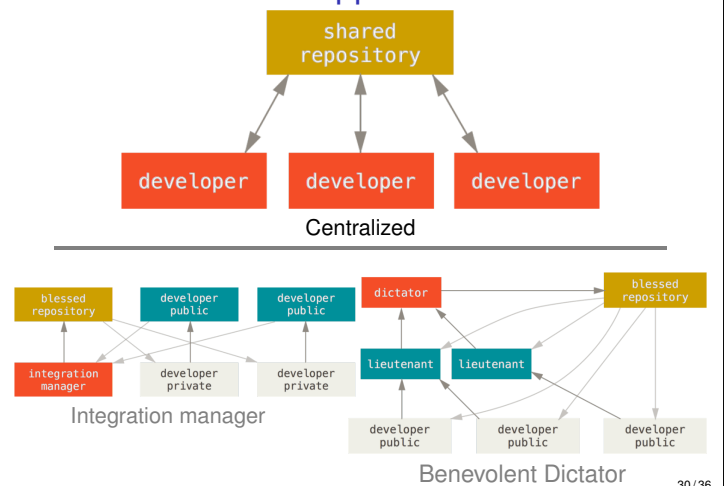 shared
repository
developer
developer
developer
Centralized
blessed
repository
developer
public
developer
public
integration
manager
developer
private
developer
private
Integration manager
dictator
blessed
repository
lieutenant
lieutenant
developer
public
developer
public
developer
public
Benevolent Dictator
30/36